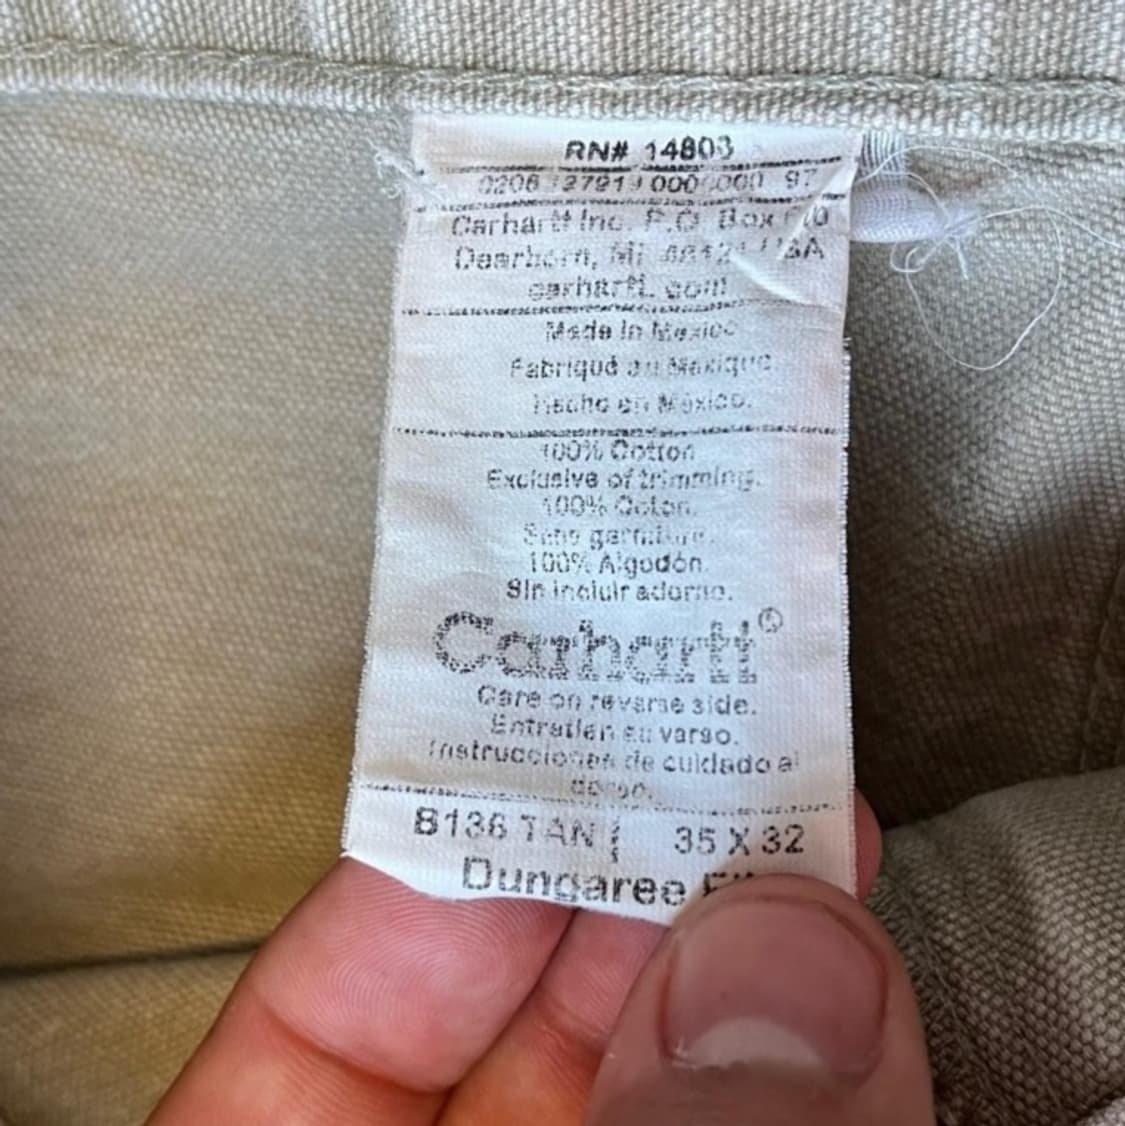 RN# 14803
Carhartt Inc. P.O. Box
Dearborn, MI USA
carhartt. com
Made in Mexico
Fabriqué au Mexique
Hecho en México.
100% Cotton
Exclusive of trimming.
100% Coton.
Sans garniture.
100% Algodón.
Sin incluir adorno.
Carhartt®
Care on reverse side.
Entretien au verso.
Instrucciones de cuidado al
dorso.
B136 TAN 35 X 32
Dungaree